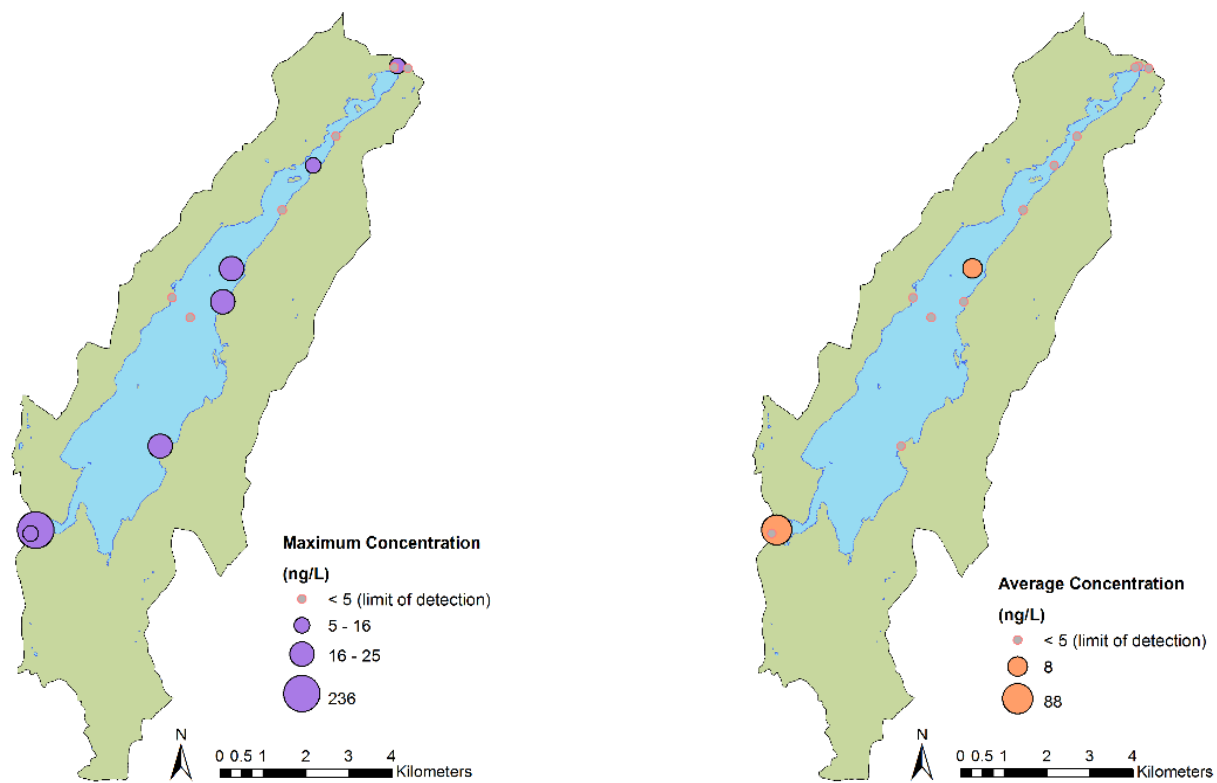 Maximum Concentration
(ng/L)
< 5 (limit of detection)
5 - 16
16 - 25
236
N
0 0.5 1 2 3 4
Kilometers
Average Concentration
(ng/L)
< 5 (limit of detection)
8
88
N
0 0.5 1 2 3 4
Kilometers